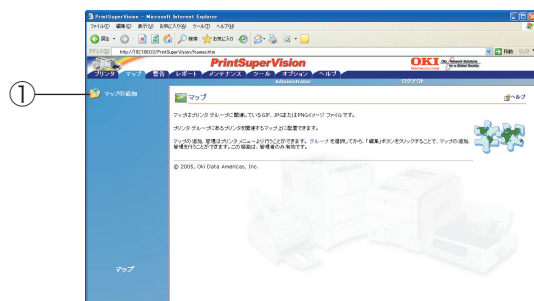 PrintSuperVision - Microsoft Internet Explorer
ファイル(F) 編集(E) 表示(V) お気に入り(A) ツール(T) ヘルプ(H)
戻る 検索 お気に入り
アドレス(D) 移動 リンク
PrintSuperVision
OKI
プリンタ マップ 警告 レポート メンテナンス ツール オプション ヘルプ
Administrator ログアウト
①
マップの追加
マップ
ヘルプ
マップはプリンタ グループに関連しているGIF、JPGまたはPNGイメージ ファイルです。
プリンタ グループにあるプリンタを関連するマップ上に配置できます。
マップの追加、管理はプリンタ メニューより行うことができます。グループ を選択してから、「編集」ボタンをクリックすることで、マップの追加、
管理を行うことができます。この機能は、管理者のみ有効です。
© 2005, Oki Data Americas, Inc.
マップ